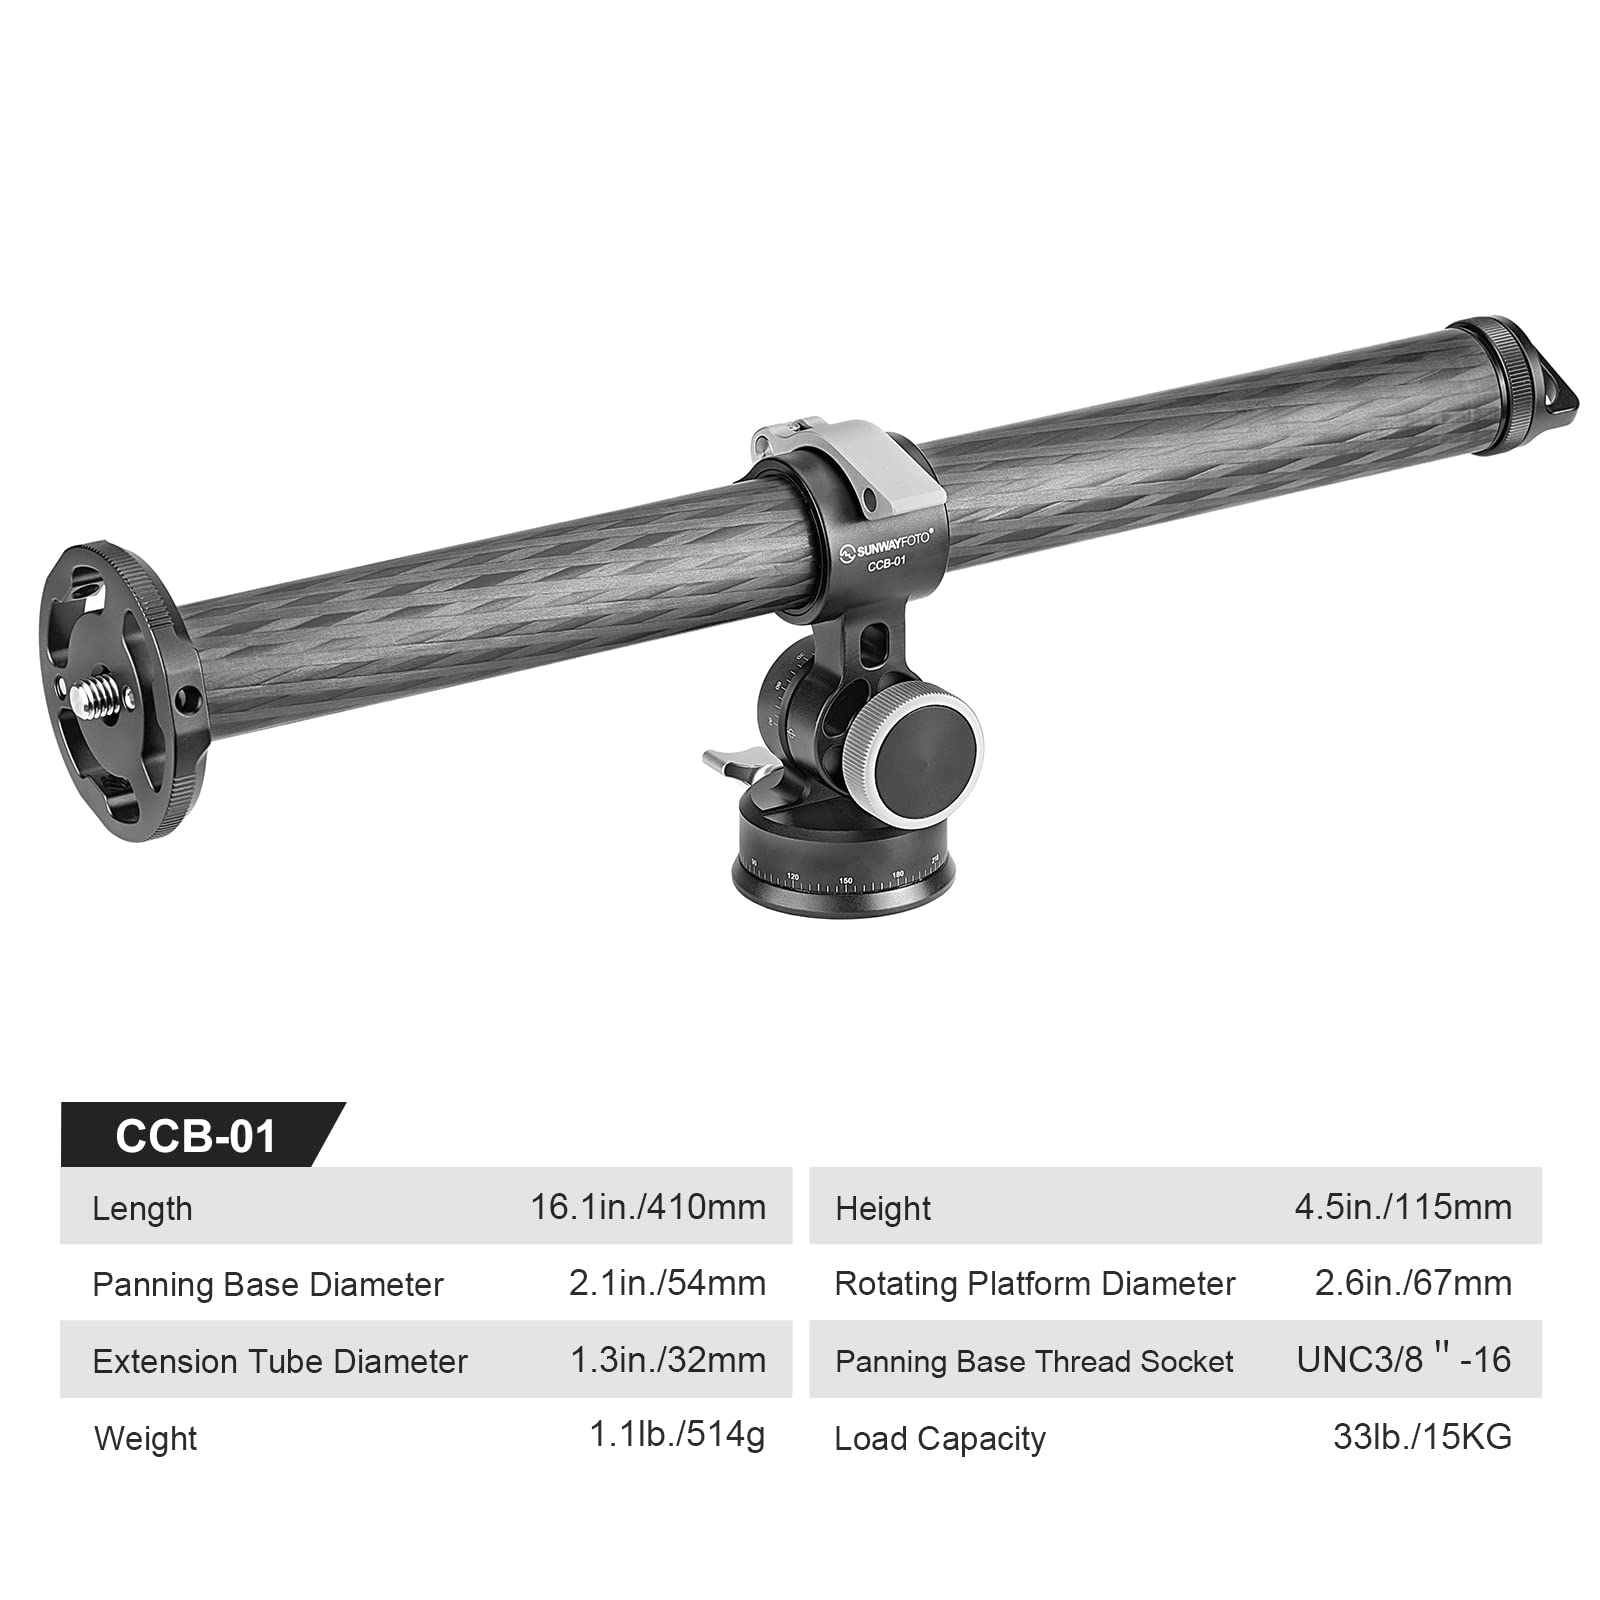 SUNWAYFOTO®
CCB-01
90 120 150 180 210
CCB-01
Length 16.1in./410mm
Height 4.5in./115mm
Panning Base Diameter 2.1in./54mm
Rotating Platform Diameter 2.6in./67mm
Extension Tube Diameter 1.3in./32mm
Panning Base Thread Socket UNC3/8 " -16
Weight 1.1lb./514g
Load Capacity 33lb./15KG